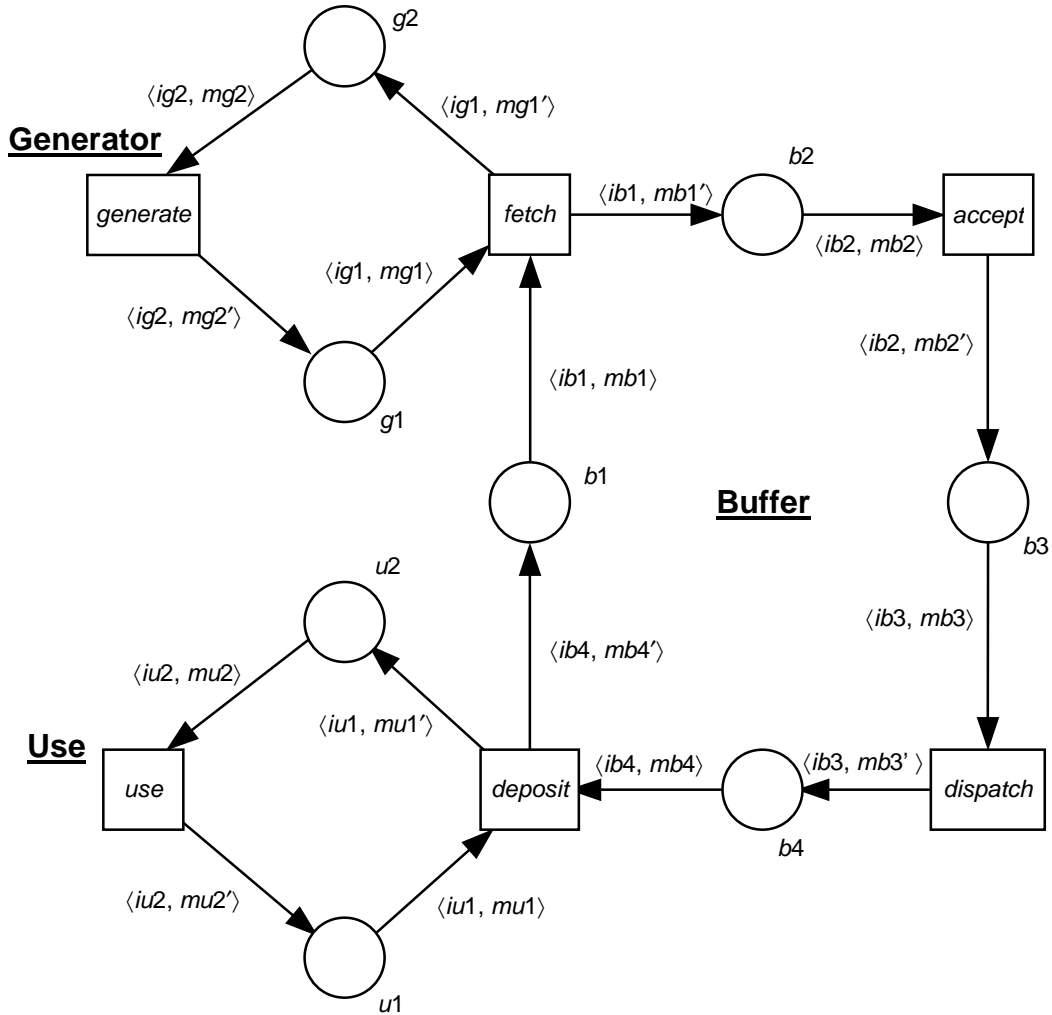 g2
⟨ig2, mg2⟩
⟨ig1, mg1′⟩
Generator
b2
generate
fetch
⟨ib1, mb1′⟩
accept
⟨ib2, mb2⟩
⟨ig1, mg1⟩
⟨ig2, mg2′⟩
⟨ib2, mb2′⟩
⟨ib1, mb1⟩
g1
b1
Buffer
b3
u2
⟨ib3, mb3⟩
⟨ib4, mb4′⟩
⟨iu2, mu2⟩
⟨iu1, mu1′⟩
Use
⟨ib4, mb4⟩
⟨ib3, mb3’ ⟩
use
deposit
dispatch
b4
⟨iu2, mu2′⟩
⟨iu1, mu1⟩
u1